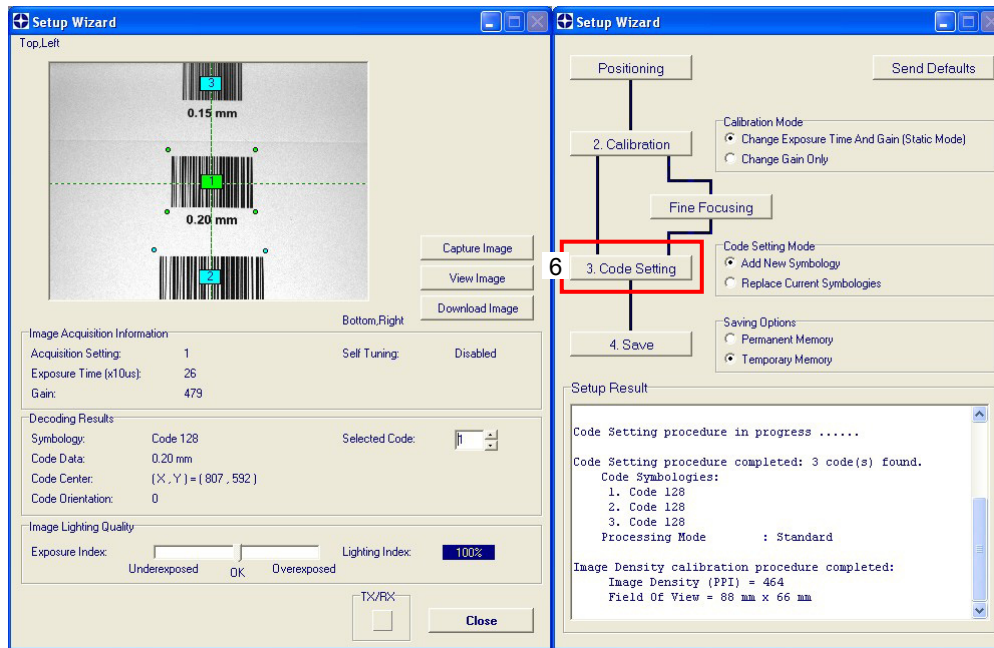 Setup Wizard
Top,Left
3
0.15 mm
1
0.20 mm
2
Bottom,Right
Capture Image
View Image
Download Image
Image Acquisition Information
Acquisition Setting: 1 Self Tuning: Disabled
Exposure Time (x10us): 26
Gain: 479
Decoding Results
Symbology: Code 128 Selected Code: 1
Code Data: 0.20 mm
Code Center: (X,Y)=(807,592)
Code Orientation: 0
Image Lighting Quality
Exposure Index: Lighting Index: 100%
Underexposed OK Overexposed
TX/RX
Close
Setup Wizard
Positioning Send Defaults
2. Calibration
Calibration Mode
Change Exposure Time And Gain (Static Mode)
Change Gain Only
Fine Focusing
6 3. Code Setting
Code Setting Mode
Add New Symbology
Replace Current Symbologies
4. Save
Saving Options
Permanent Memory
Temporary Memory
Setup Result
Code Setting procedure in progress ......
Code Setting procedure completed: 3 code(s) found.
Code Symbologies:
1. Code 128
2. Code 128
3. Code 128
Processing Mode : Standard
Image Density calibration procedure completed:
Image Density (PPI) = 464
Field Of View = 88 mm x 66 mm